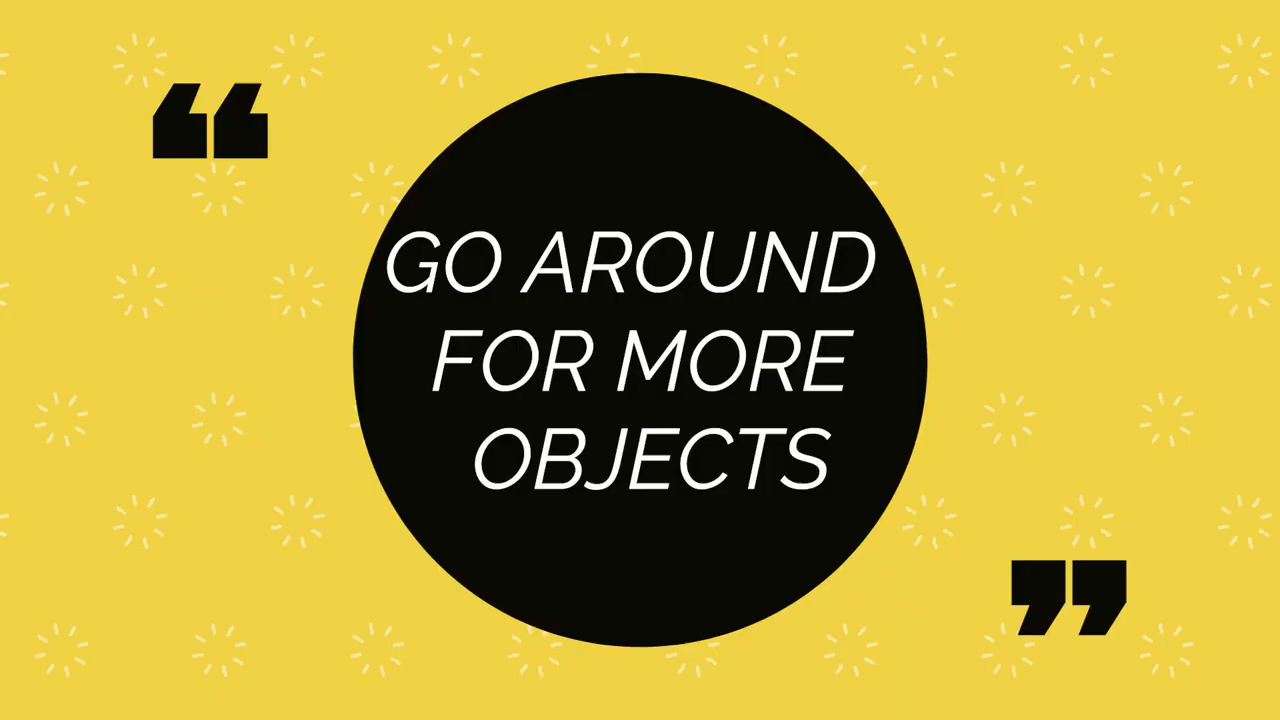 “
GO AROUND
FOR MORE
OBJECTS
”